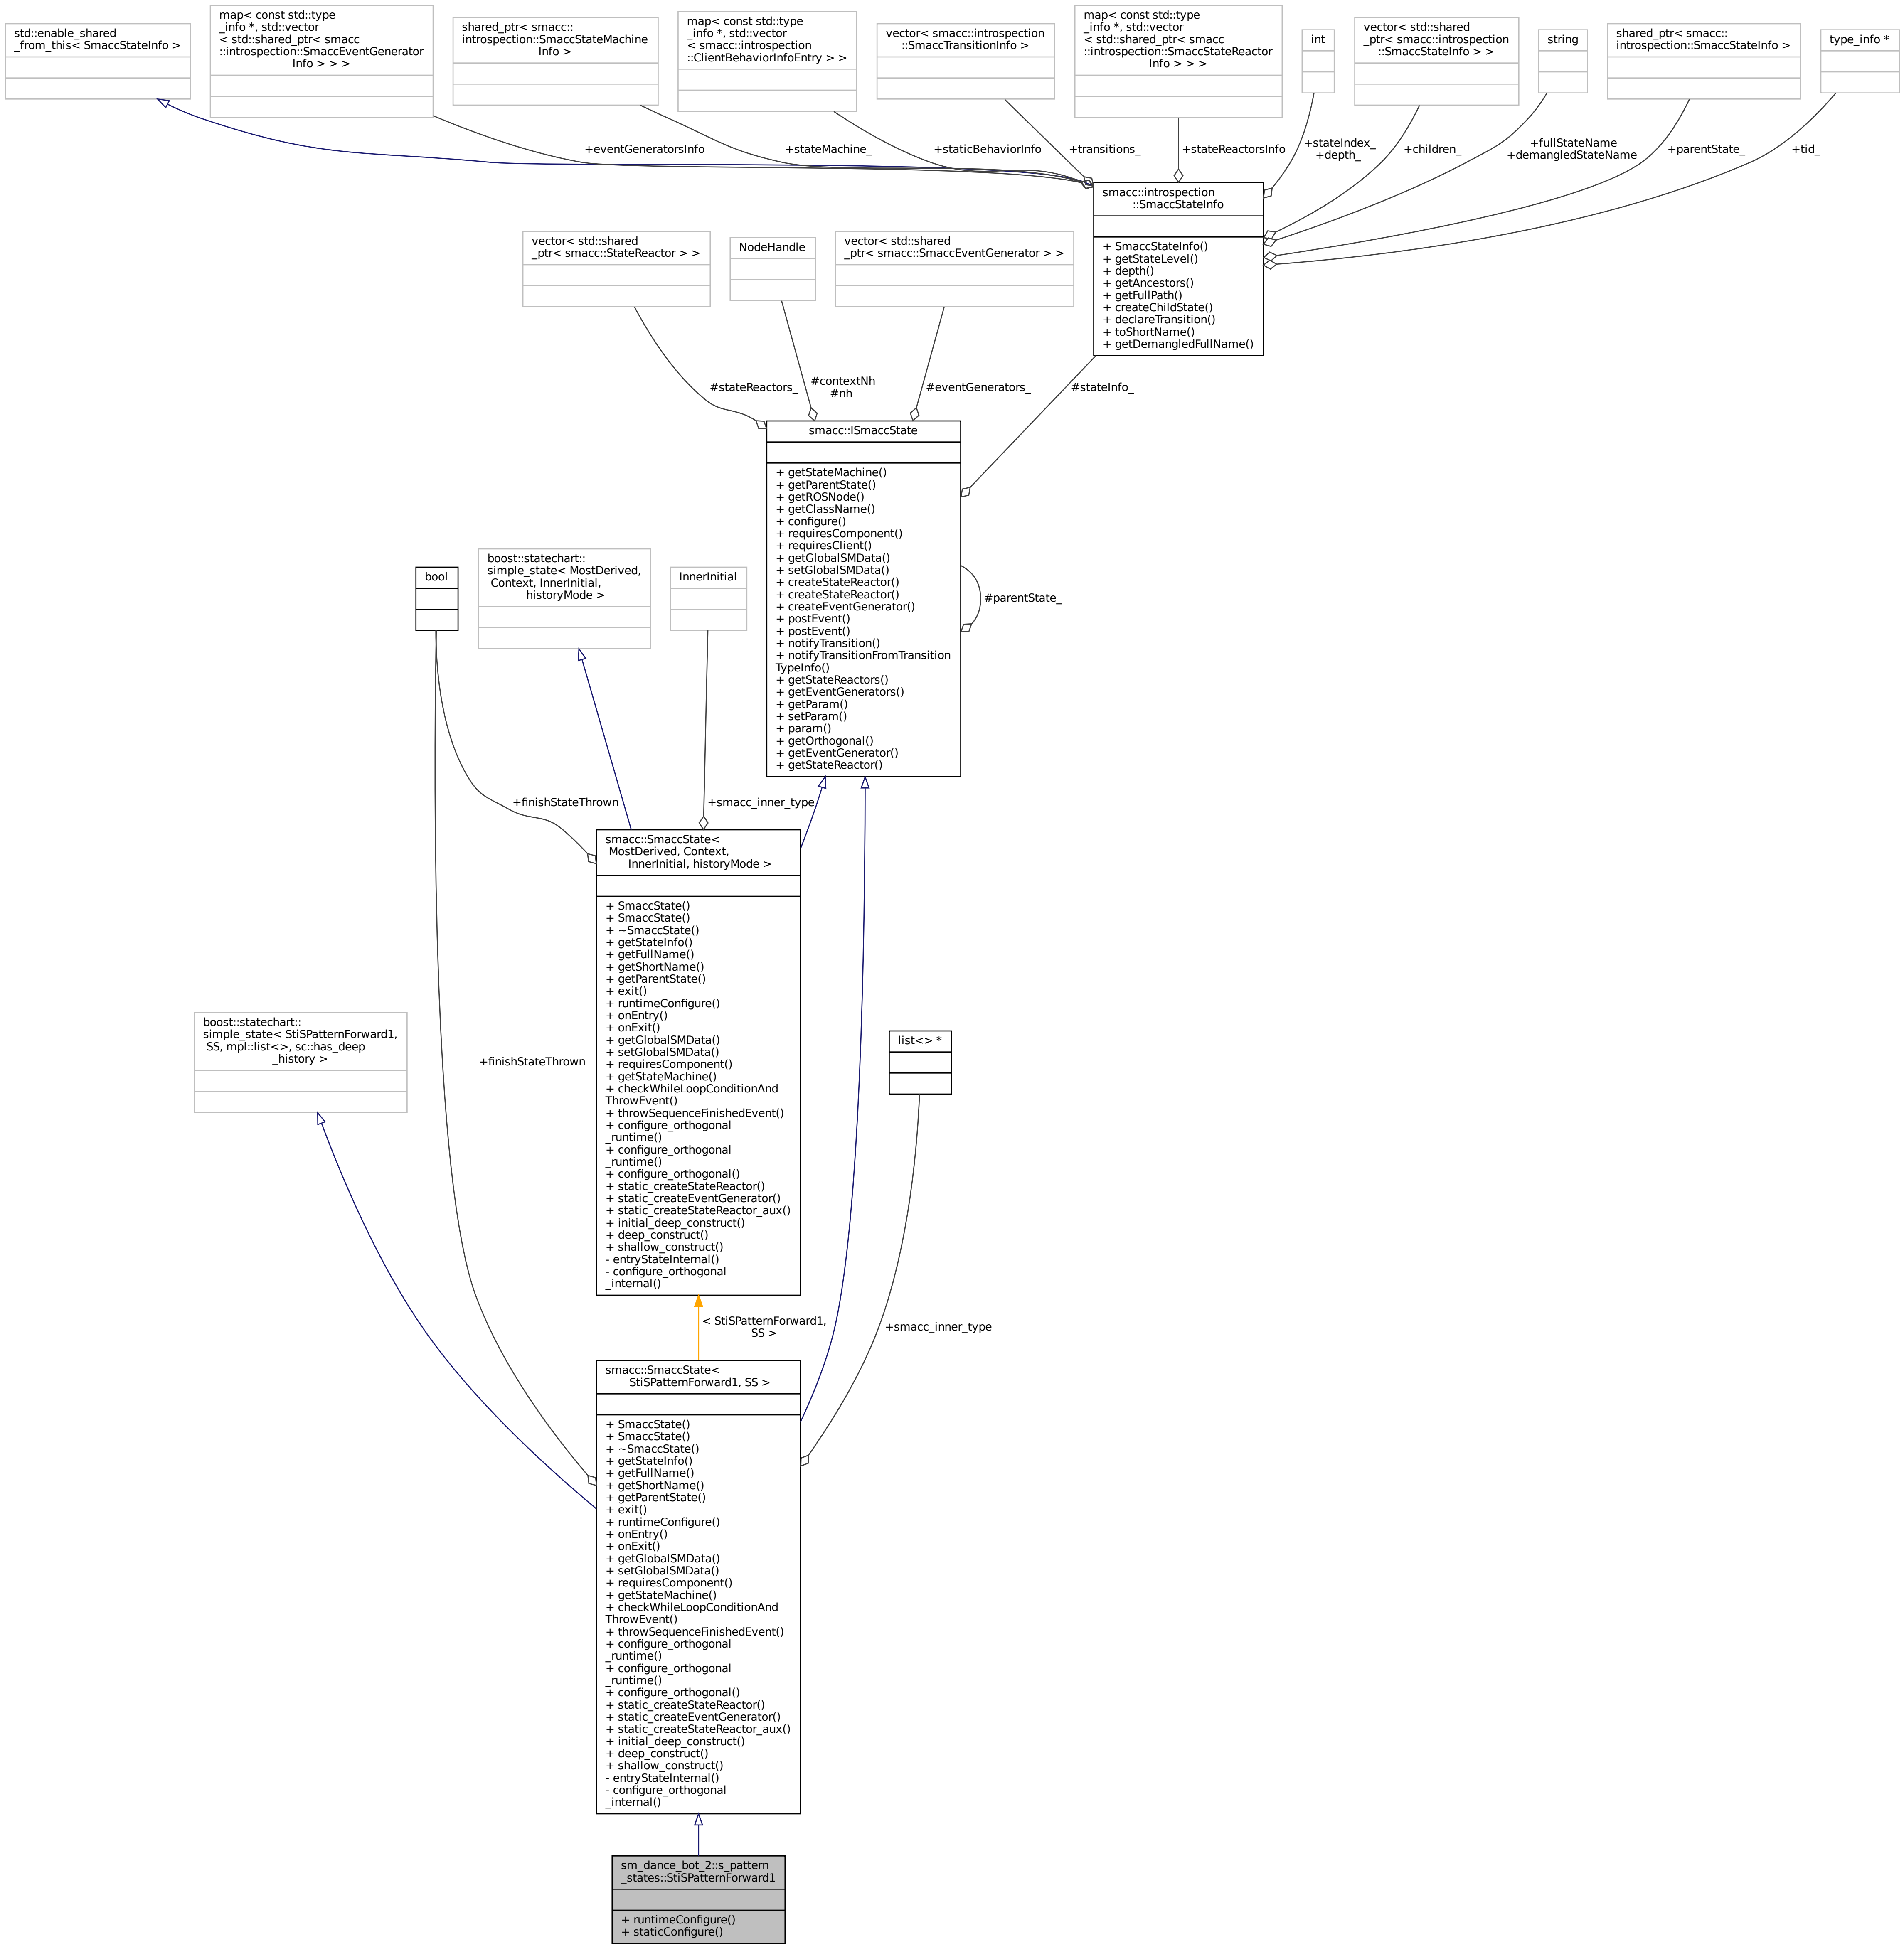 std::enable_shared
_from_this< SmaccStateInfo >
map< const std::type
_info *, std::vector
< std::shared_ptr< smacc
::introspection::SmaccEventGenerator
Info > > >
shared_ptr< smacc::
introspection::SmaccStateMachine
Info >
map< const std::type
_info *, std::vector
< smacc::introspection
::ClientBehaviorInfoEntry > >
vector< smacc::introspection
::SmaccTransitionInfo >
map< const std::type
_info *, std::vector
< std::shared_ptr< smacc
::introspection::SmaccStateReactor
Info > > >
int
vector< std::shared
_ptr< smacc::introspection
::SmaccStateInfo > >
string
shared_ptr< smacc::
introspection::SmaccStateInfo >
type_info *
+eventGeneratorsInfo
+stateMachine_
+staticBehaviorInfo
+transitions_
+stateReactorsInfo
+stateIndex_
+depth_
+children_
+fullStateName
+demangledStateName
+parentState_
+tid_
smacc::introspection
::SmaccStateInfo
+ SmaccStateInfo()
+ getStateLevel()
+ depth()
+ getAncestors()
+ getFullPath()
+ createChildState()
+ declareTransition()
+ toShortName()
+ getDemangledFullName()
vector< std::shared
_ptr< smacc::StateReactor > >
NodeHandle
vector< std::shared
_ptr< smacc::SmaccEventGenerator > >
#stateReactors_
#contextNh
#nh
#eventGenerators_
#stateInfo_
smacc::ISmaccState
+ getStateMachine()
+ getParentState()
+ getROSNode()
+ getClassName()
+ configure()
+ requiresComponent()
+ requiresClient()
+ getGlobalSMData()
+ setGlobalSMData()
+ createStateReactor()
+ createStateReactor()
+ createEventGenerator()
+ postEvent()
+ postEvent()
+ notifyTransition()
+ notifyTransitionFromTransition
TypeInfo()
+ getStateReactors()
+ getEventGenerators()
+ getParam()
+ setParam()
+ param()
+ getOrthogonal()
+ getEventGenerator()
+ getStateReactor()
#parentState_
bool
boost::statechart::
simple_state< MostDerived,
Context, InnerInitial,
historyMode >
InnerInitial
+finishStateThrown
+smacc_inner_type
smacc::SmaccState<
MostDerived, Context,
InnerInitial, historyMode >
+ SmaccState()
+ SmaccState()
+ ~SmaccState()
+ getStateInfo()
+ getFullName()
+ getShortName()
+ getParentState()
+ exit()
+ runtimeConfigure()
+ onEntry()
+ onExit()
+ getGlobalSMData()
+ setGlobalSMData()
+ requiresComponent()
+ getStateMachine()
+ checkWhileLoopConditionAnd
ThrowEvent()
+ throwSequenceFinishedEvent()
+ configure_orthogonal
_runtime()
+ configure_orthogonal
_runtime()
+ configure_orthogonal()
+ static_createStateReactor()
+ static_createEventGenerator()
+ static_createStateReactor_aux()
+ initial_deep_construct()
+ deep_construct()
+ shallow_construct()
- entryStateInternal()
- configure_orthogonal
_internal()
boost::statechart::
simple_state< StiSPatternForward1,
SS, mpl::list<>, sc::has_deep
_history >
+finishStateThrown
list<> *
< StiSPatternForward1,
SS >
+smacc_inner_type
smacc::SmaccState<
StiSPatternForward1, SS >
+ SmaccState()
+ SmaccState()
+ ~SmaccState()
+ getStateInfo()
+ getFullName()
+ getShortName()
+ getParentState()
+ exit()
+ runtimeConfigure()
+ onEntry()
+ onExit()
+ getGlobalSMData()
+ setGlobalSMData()
+ requiresComponent()
+ getStateMachine()
+ checkWhileLoopConditionAnd
ThrowEvent()
+ throwSequenceFinishedEvent()
+ configure_orthogonal
_runtime()
+ configure_orthogonal
_runtime()
+ configure_orthogonal()
+ static_createStateReactor()
+ static_createEventGenerator()
+ static_createStateReactor_aux()
+ initial_deep_construct()
+ deep_construct()
+ shallow_construct()
- entryStateInternal()
- configure_orthogonal
_internal()
sm_dance_bot_2::s_pattern
_states::StiSPatternForward1
+ runtimeConfigure()
+ staticConfigure()